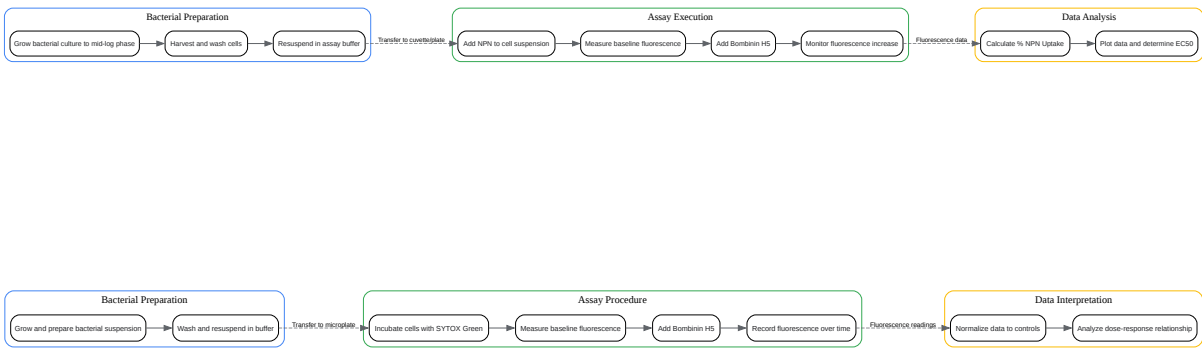 Bacterial Preparation
Assay Execution
Data Analysis
Grow bacterial culture to mid-log phase
Harvest and wash cells
Resuspend in assay buffer
Transfer to cuvette/plate
Add NPN to cell suspension
Measure baseline fluorescence
Add Bombinin H5
Monitor fluorescence increase
Fluorescence data
Calculate % NPN Uptake
Plot data and determine EC50
Bacterial Preparation
Assay Procedure
Data Interpretation
Grow and prepare bacterial suspension
Wash and resuspend in buffer
Transfer to microplate
Incubate cells with SYTOX Green
Measure baseline fluorescence
Add Bombinin H5
Record fluorescence over time
Fluorescence readings
Normalize data to controls
Analyze dose-response relationship